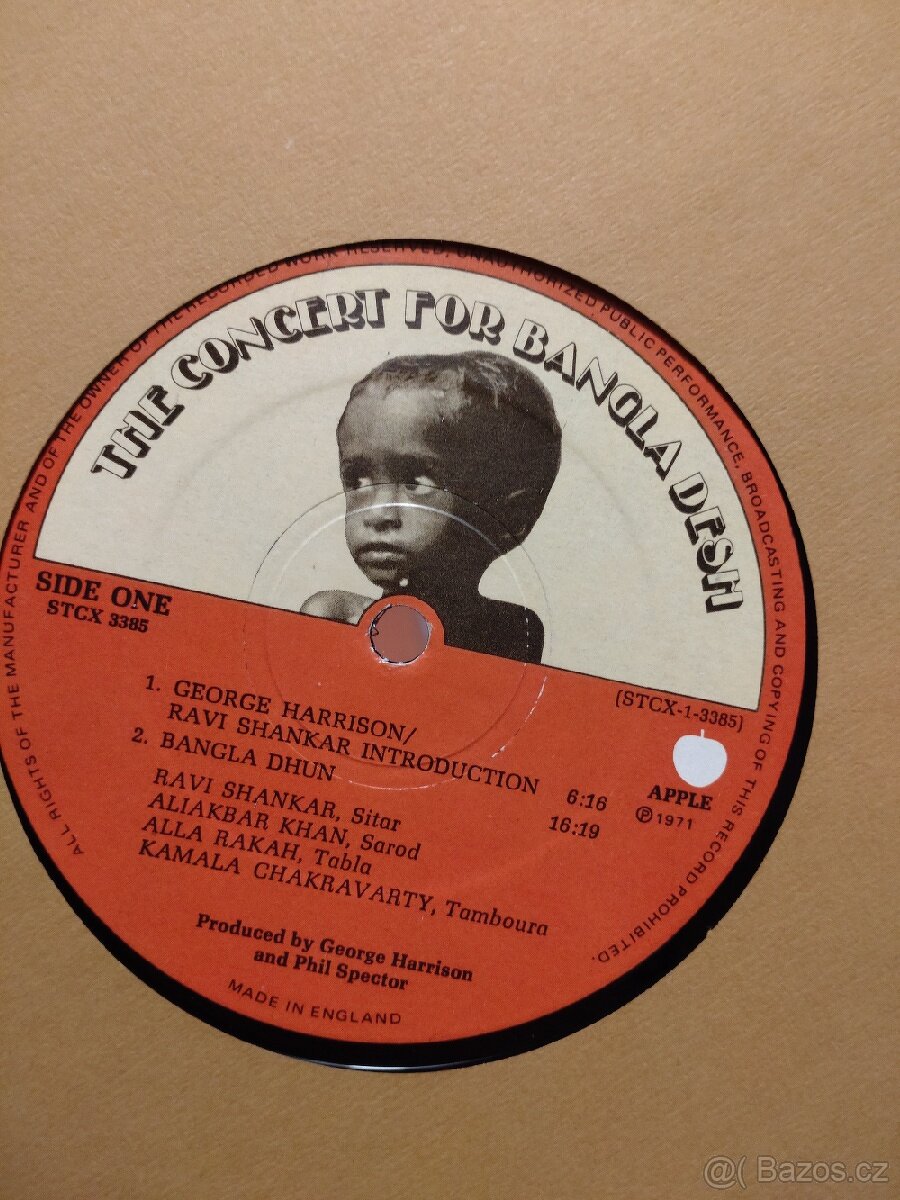 ALL RIGHTS OF THE MANUFACTURER AND OF THE OWNER OF THE RECORDED WORK RESERVED. UNAUTHORIZED PUBLIC PERFORMANCE, BROADCASTING AND COPYING OF THIS RECORD PROHIBITED.
THE CONCERT FOR BANGLA DESH
SIDE ONE
STCX 3385
(STCX-1-3385)
1. GEORGE HARRISON/
RAVI SHANKAR INTRODUCTION 6:16
2. BANGLA DHUN 16:19
RAVI SHANKAR, Sitar
ALIAKBAR KHAN, Sarod
ALLA RAKAH, Tabla
KAMALA CHAKRAVARTY, Tamboura
APPLE
℗ 1971
Produced by George Harrison
and Phil Spector
MADE IN ENGLAND
@( Bazos.cz